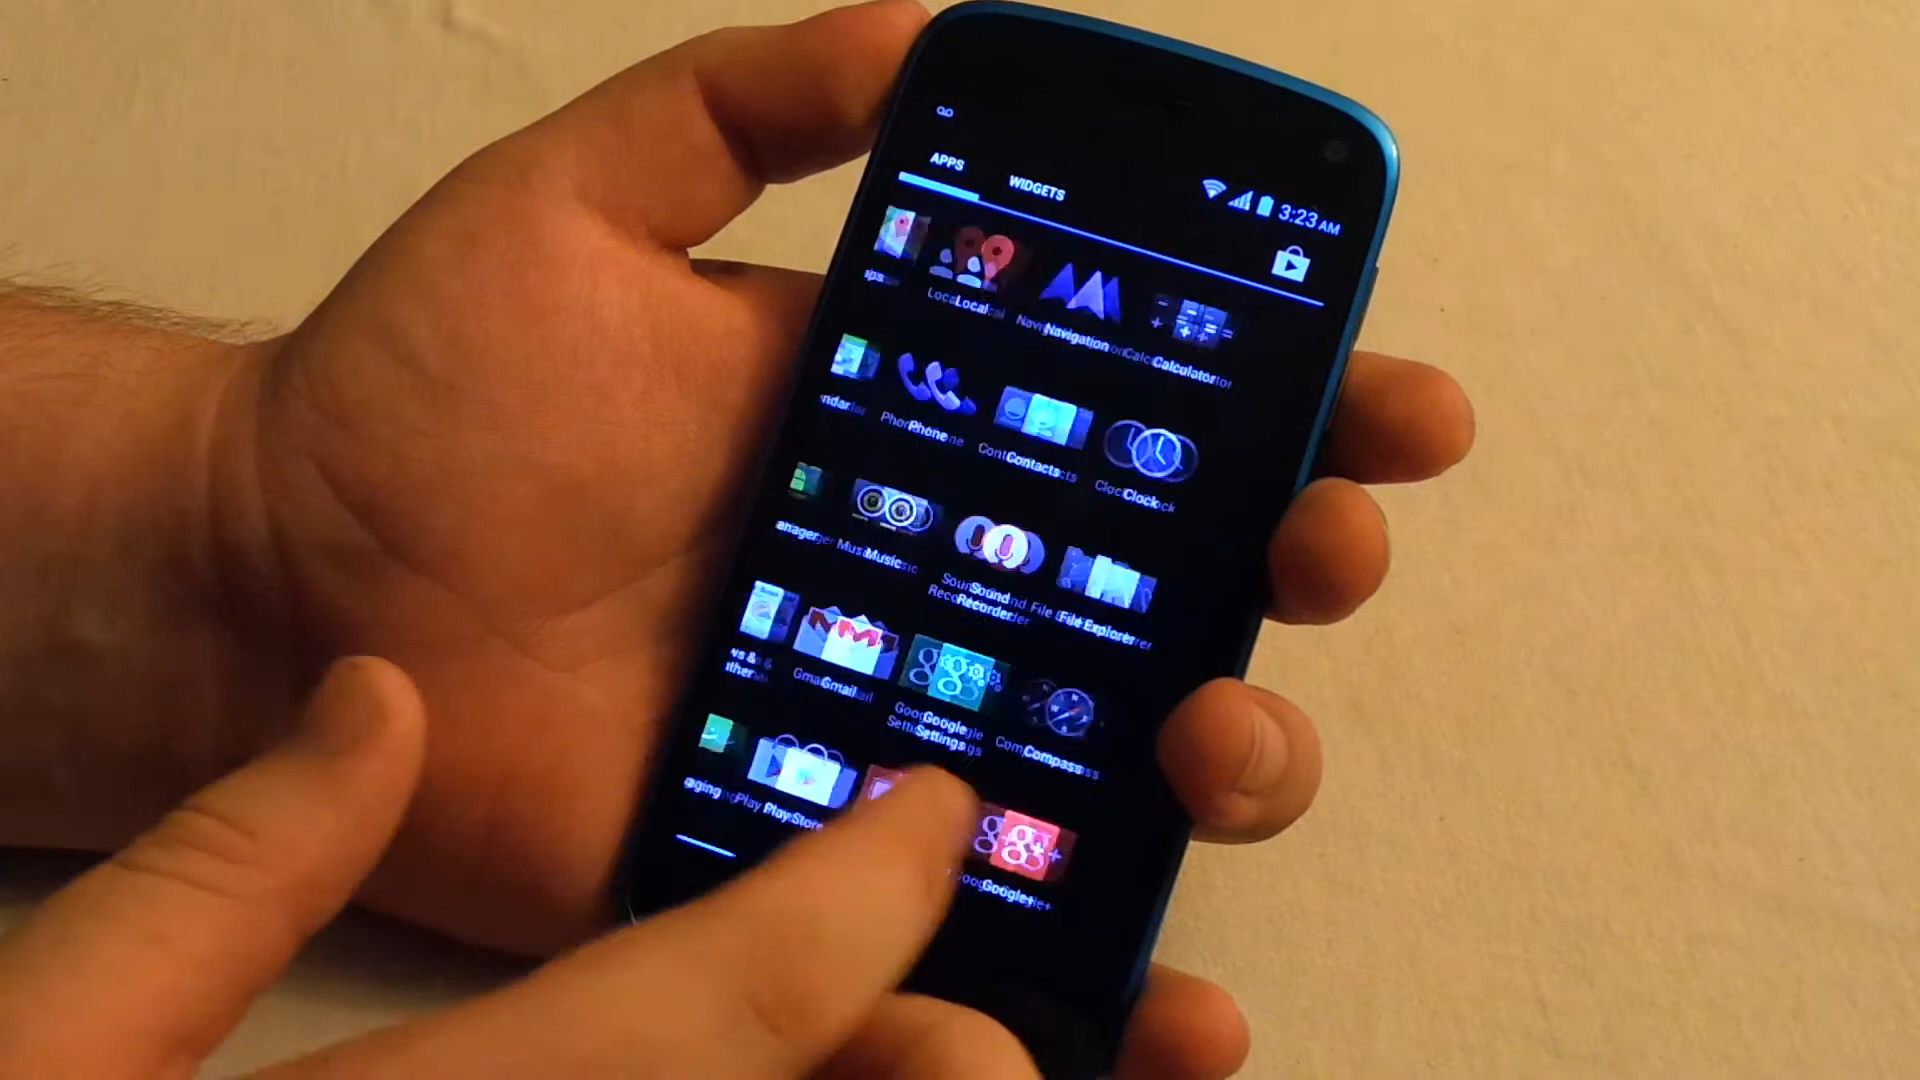 APPS WIDGETS
3:23 AM
Local Navigation Calculator
Phone Contacts Clock
Music Sound
Recorder File Explorer
Gmail Google
Settings Compass
Play Store Google+